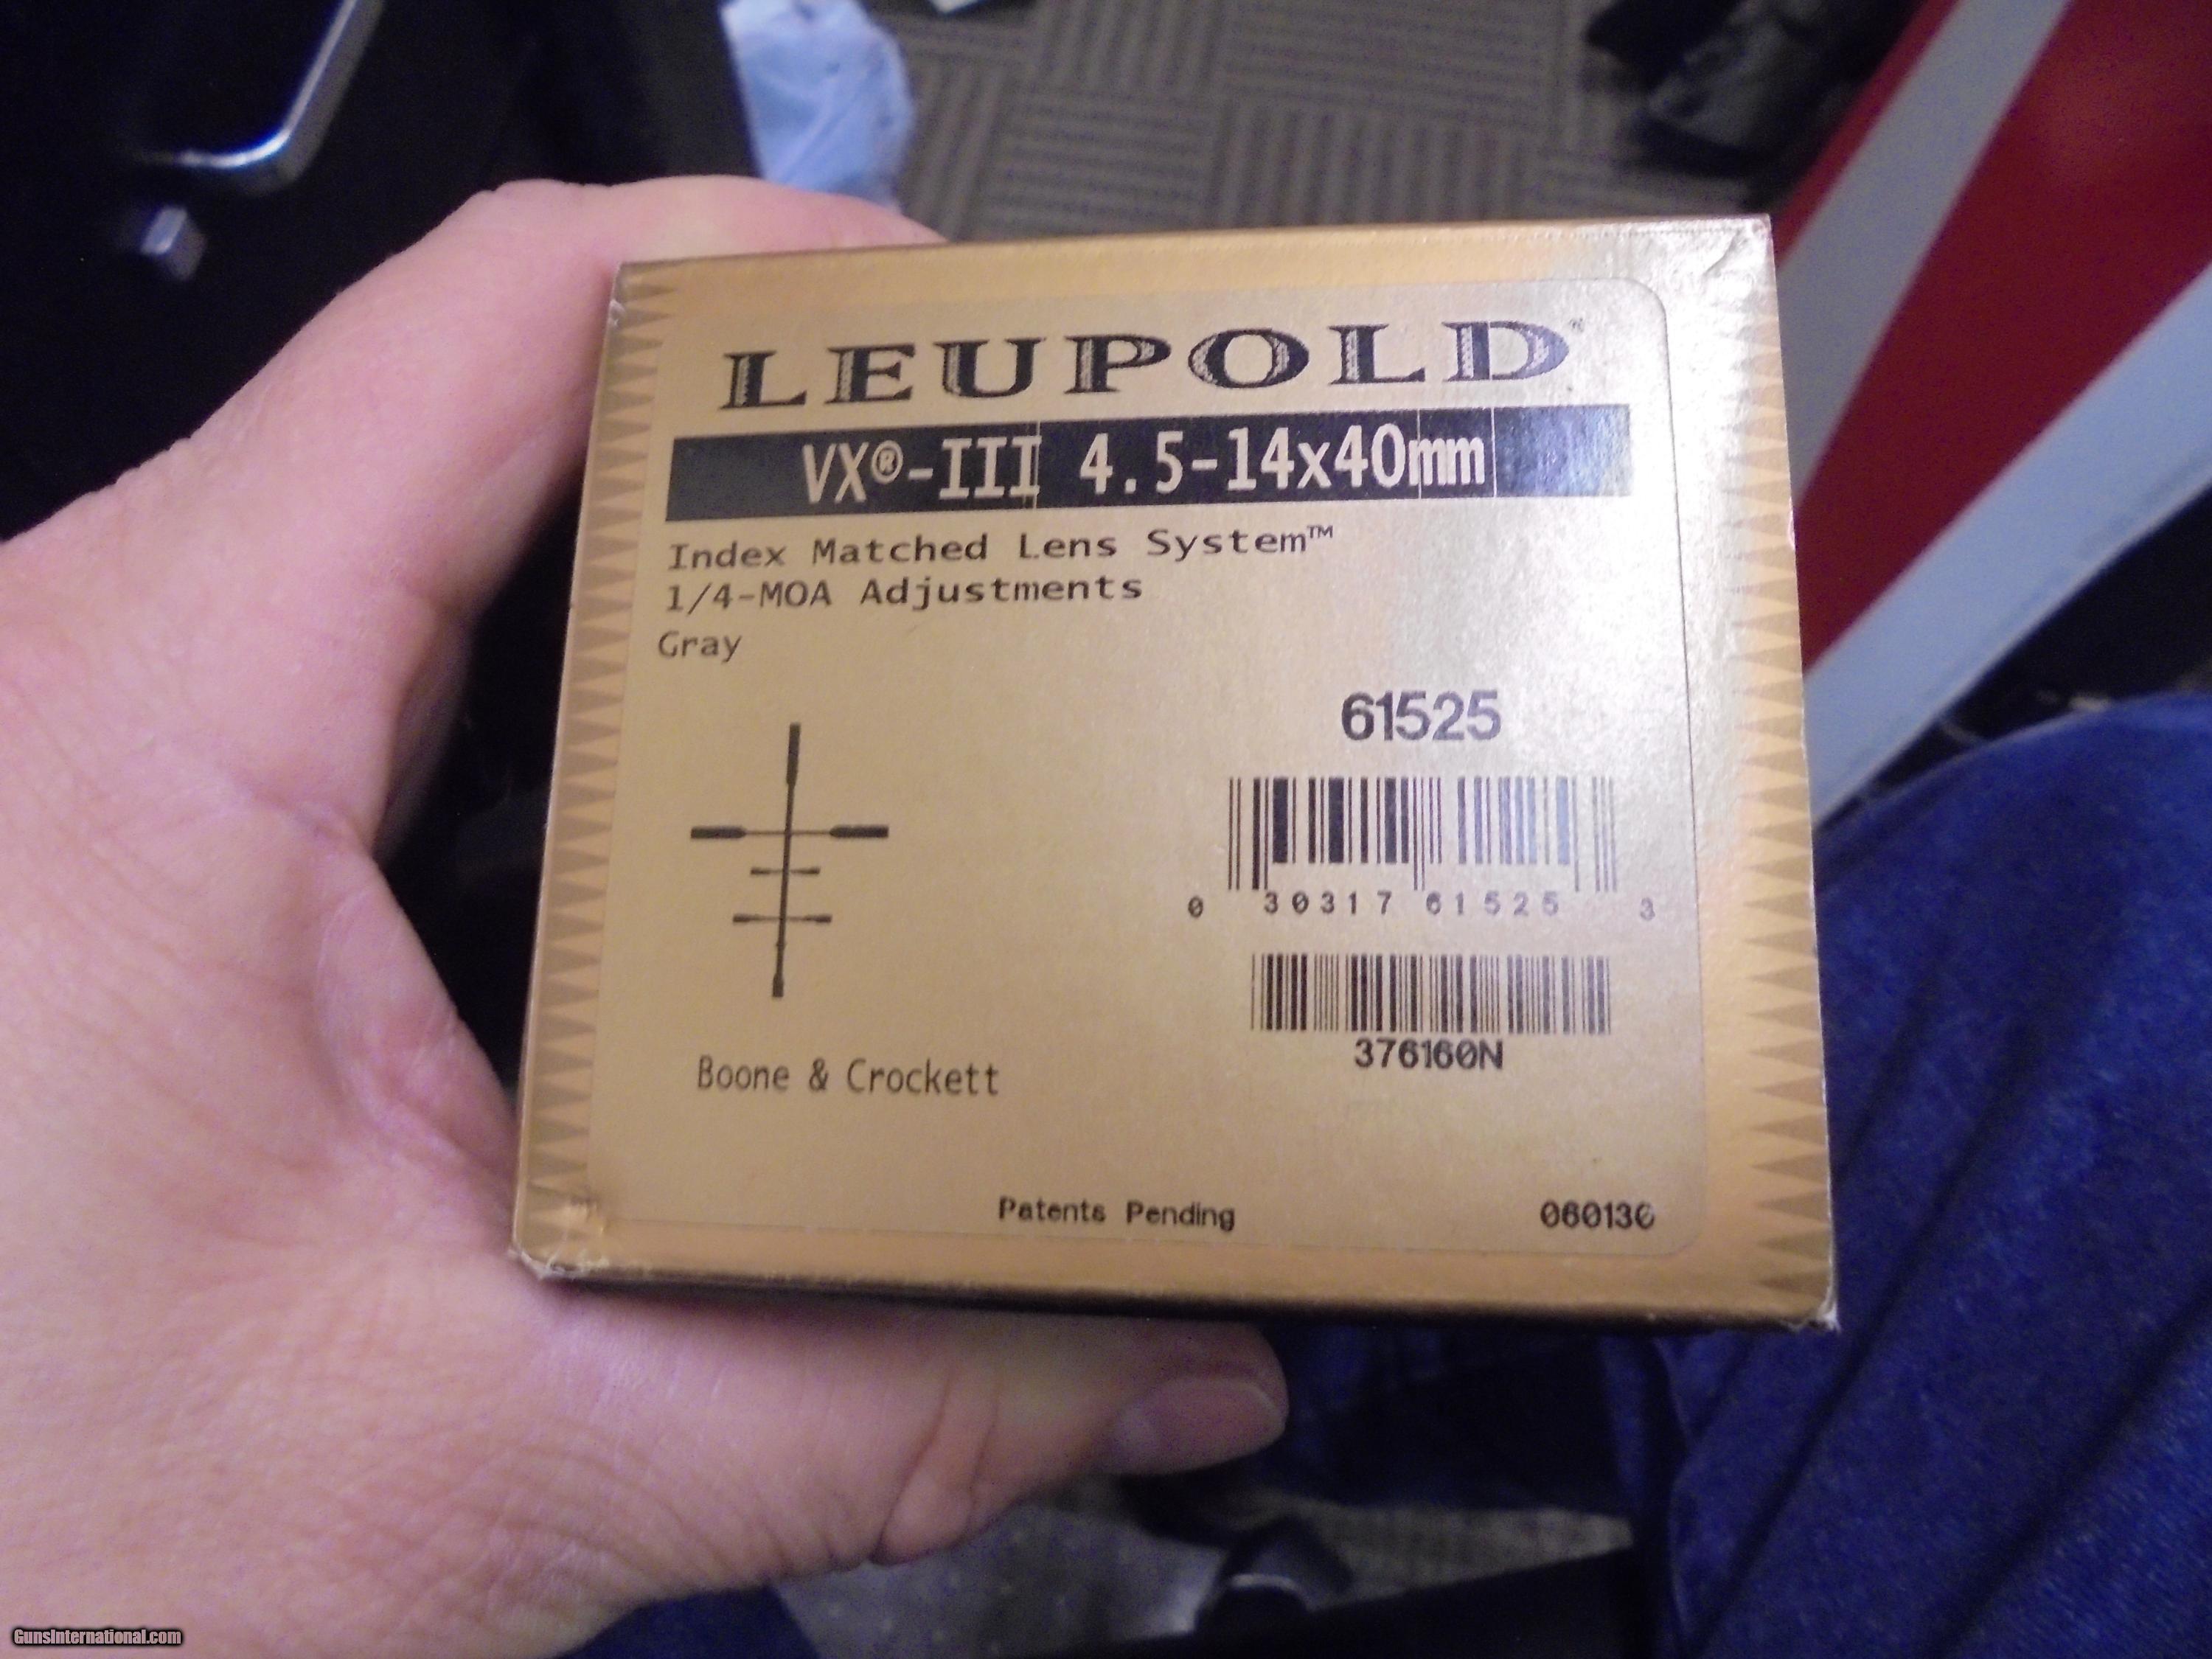 LEUPOLD®
VX®-III 4.5-14x40mm
Index Matched Lens System™
1/4-MOA Adjustments
Gray
61525
0 30317 61525 3
376160N
Boone & Crockett
Patents Pending
GunsInternational.com